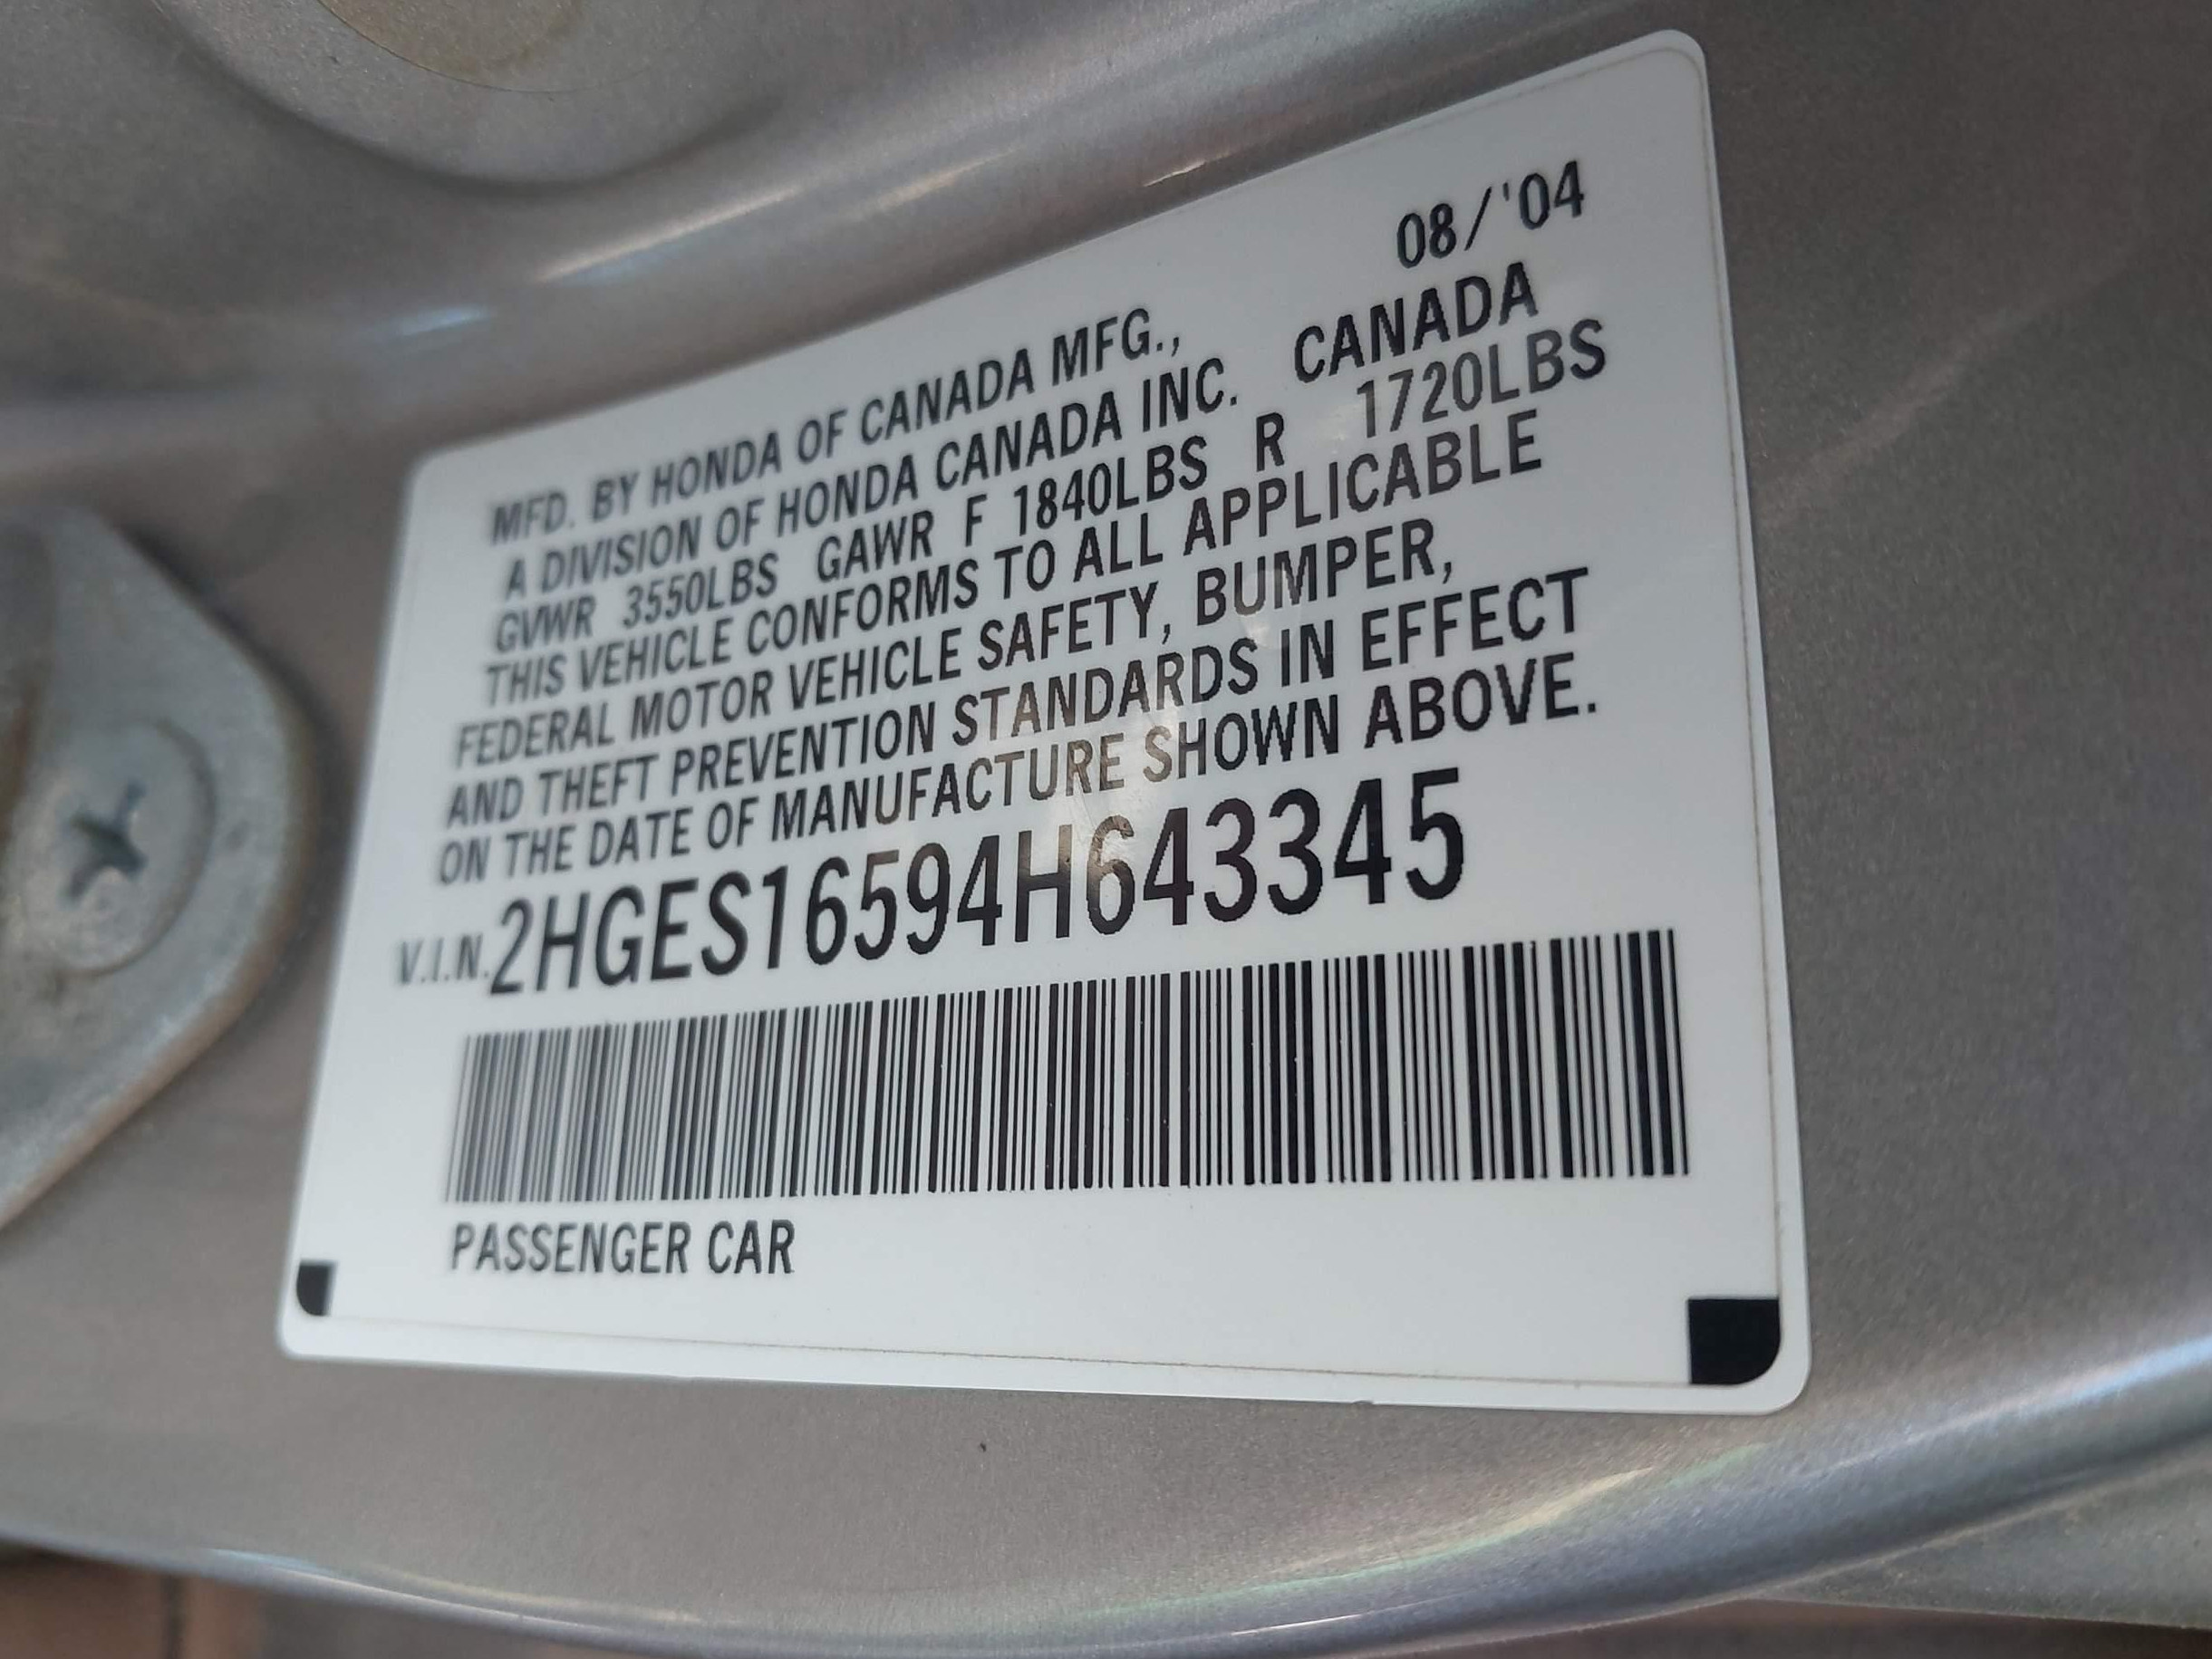 08/'04
MFD. BY HONDA OF CANADA MFG.,
A DIVISION OF HONDA CANADA INC. CANADA
GVWR 3550LBS GAWR F 1840LBS R 1720LBS
THIS VEHICLE CONFORMS TO ALL APPLICABLE
FEDERAL MOTOR VEHICLE SAFETY, BUMPER,
AND THEFT PREVENTION STANDARDS IN EFFECT
ON THE DATE OF MANUFACTURE SHOWN ABOVE.
V.I.N. 2HGES16594H643345
PASSENGER CAR